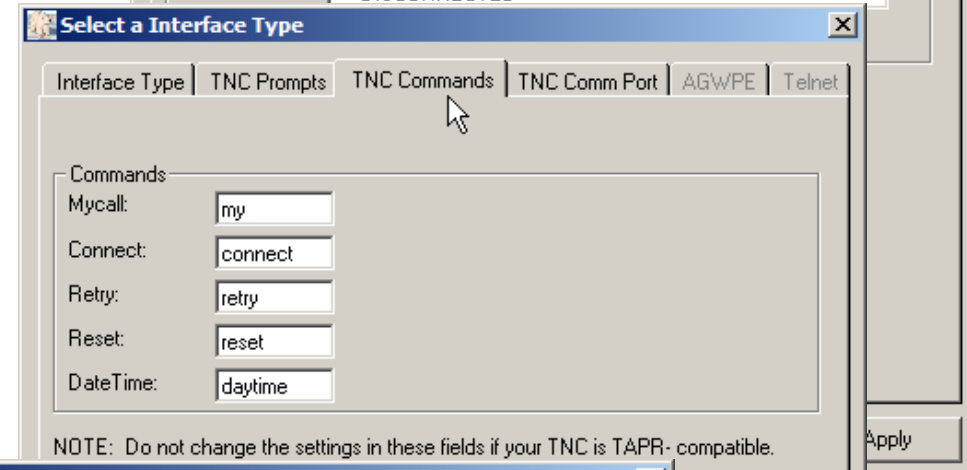 Select a Interface Type
Interface Type TNC Prompts TNC Commands TNC Comm Port AGWPE Telnet
Commands
Mycall: my
Connect: connect
Retry: retry
Reset: reset
DateTime: daytime
NOTE: Do not change the settings in these fields if your TNC is TAPR- compatible.
Apply